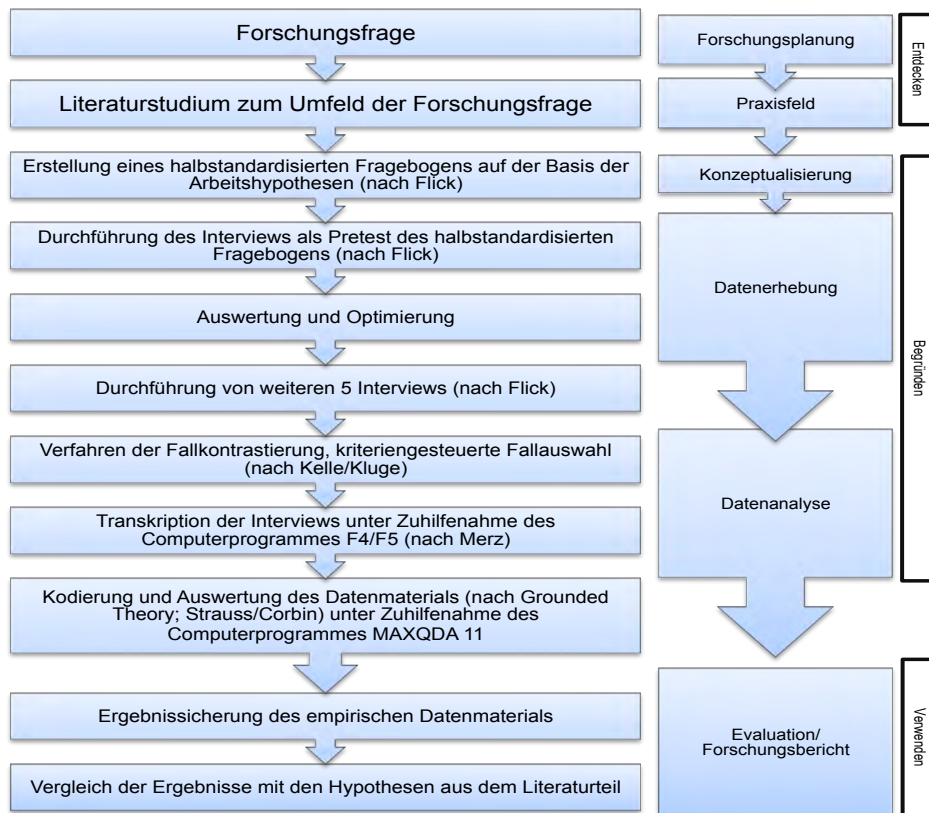 Forschungsfrage
Literaturstudium zum Umfeld der Forschungsfrage
Erstellung eines halbstandardisierten Fragebogens auf der Basis der
Arbeitshypothesen (nach Flick)
Durchführung des Interviews als Pretest des halbstandardisierten
Fragebogens (nach Flick)
Auswertung und Optimierung
Durchführung von weiteren 5 Interviews (nach Flick)
Verfahren der Fallkontrastierung, kriteriengesteuerte Fallauswahl
(nach Kelle/Kluge)
Transkription der Interviews unter Zuhilfenahme des
Computerprogrammes F4/F5 (nach Merz)
Kodierung und Auswertung des Datenmaterials (nach Grounded
Theory; Strauss/Corbin) unter Zuhilfenahme des
Computerprogrammes MAXQDA 11
Ergebnissicherung des empirischen Datenmaterials
Vergleich der Ergebnisse mit den Hypothesen aus dem Literaturteil
Forschungsplanung
Praxisfeld
Konzeptualisierung
Datenerhebung
Datenanalyse
Evaluation/
Forschungsbericht
Entdecken
Begründen
Verwenden